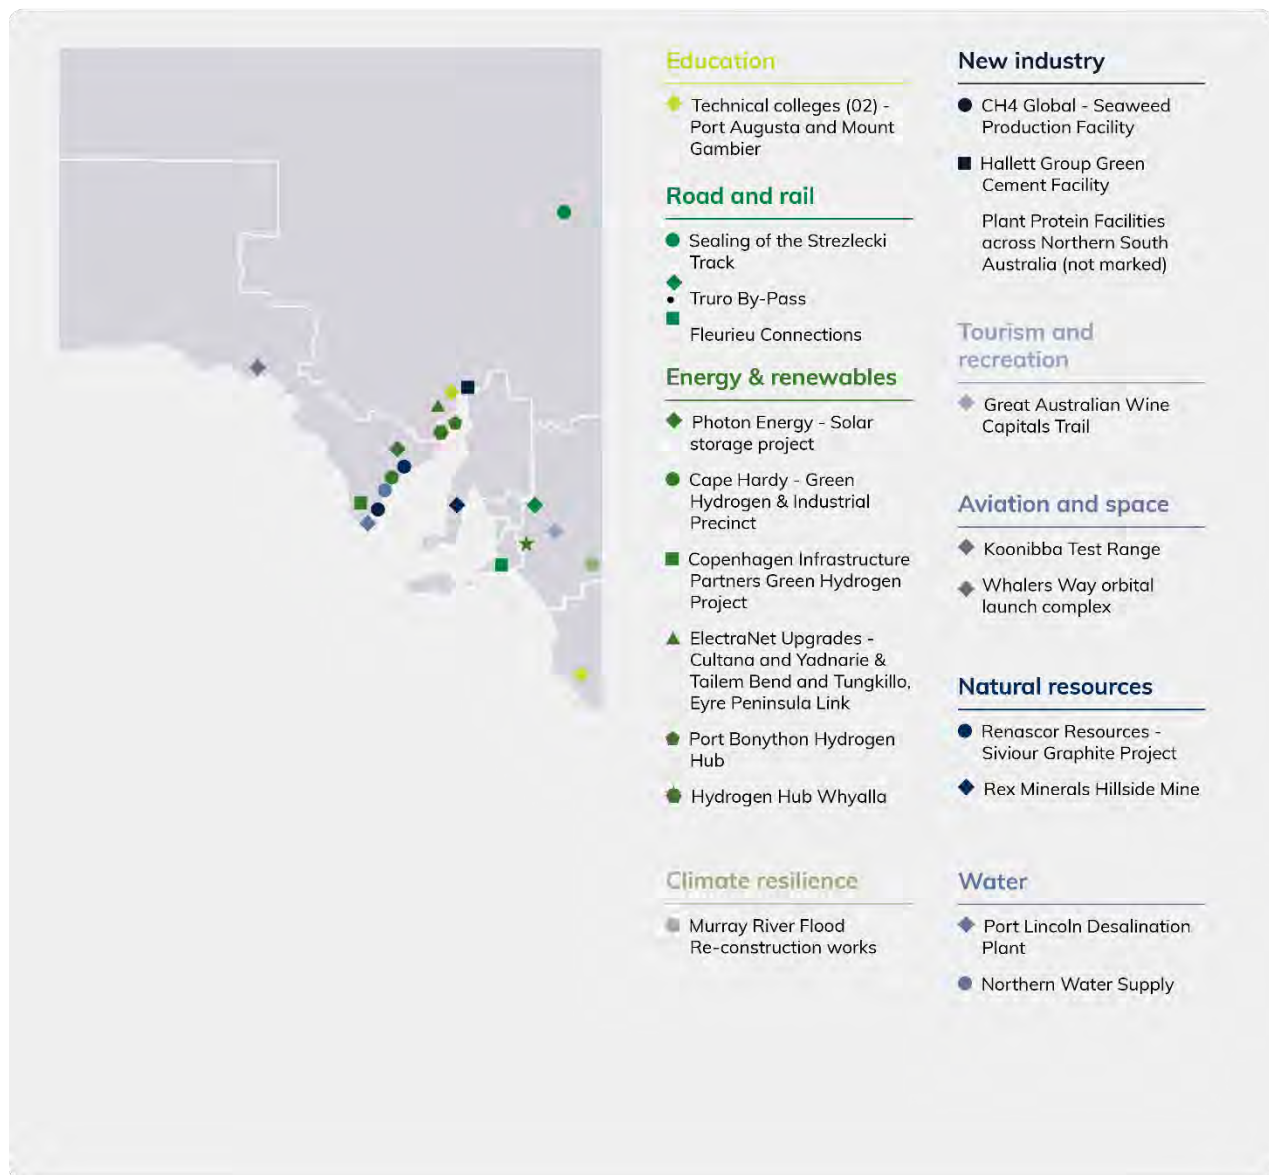 Education
Technical colleges (02) -
Port Augusta and Mount
Gambier
Road and rail
Sealing of the Strezlecki
Track
Truro By-Pass
Fleurieu Connections
Energy & renewables
Photon Energy - Solar
storage project
Cape Hardy - Green
Hydrogen & Industrial
Precinct
Copenhagen Infrastructure
Partners Green Hydrogen
Project
ElectraNet Upgrades -
Cultana and Yadnarie &
Tailem Bend and Tungkillo,
Eyre Peninsula Link
Port Bonython Hydrogen
Hub
Hydrogen Hub Whyalla
Climate resilience
Murray River Flood
Re-construction works
New industry
CH4 Global - Seaweed
Production Facility
Hallett Group Green
Cement Facility
Plant Protein Facilities
across Northern South
Australia (not marked)
Tourism and
recreation
Great Australian Wine
Capitals Trail
Aviation and space
Koonibba Test Range
Whalers Way orbital
launch complex
Natural resources
Renascor Resources -
Siviour Graphite Project
Rex Minerals Hillside Mine
Water
Port Lincoln Desalination
Plant
Northern Water Supply